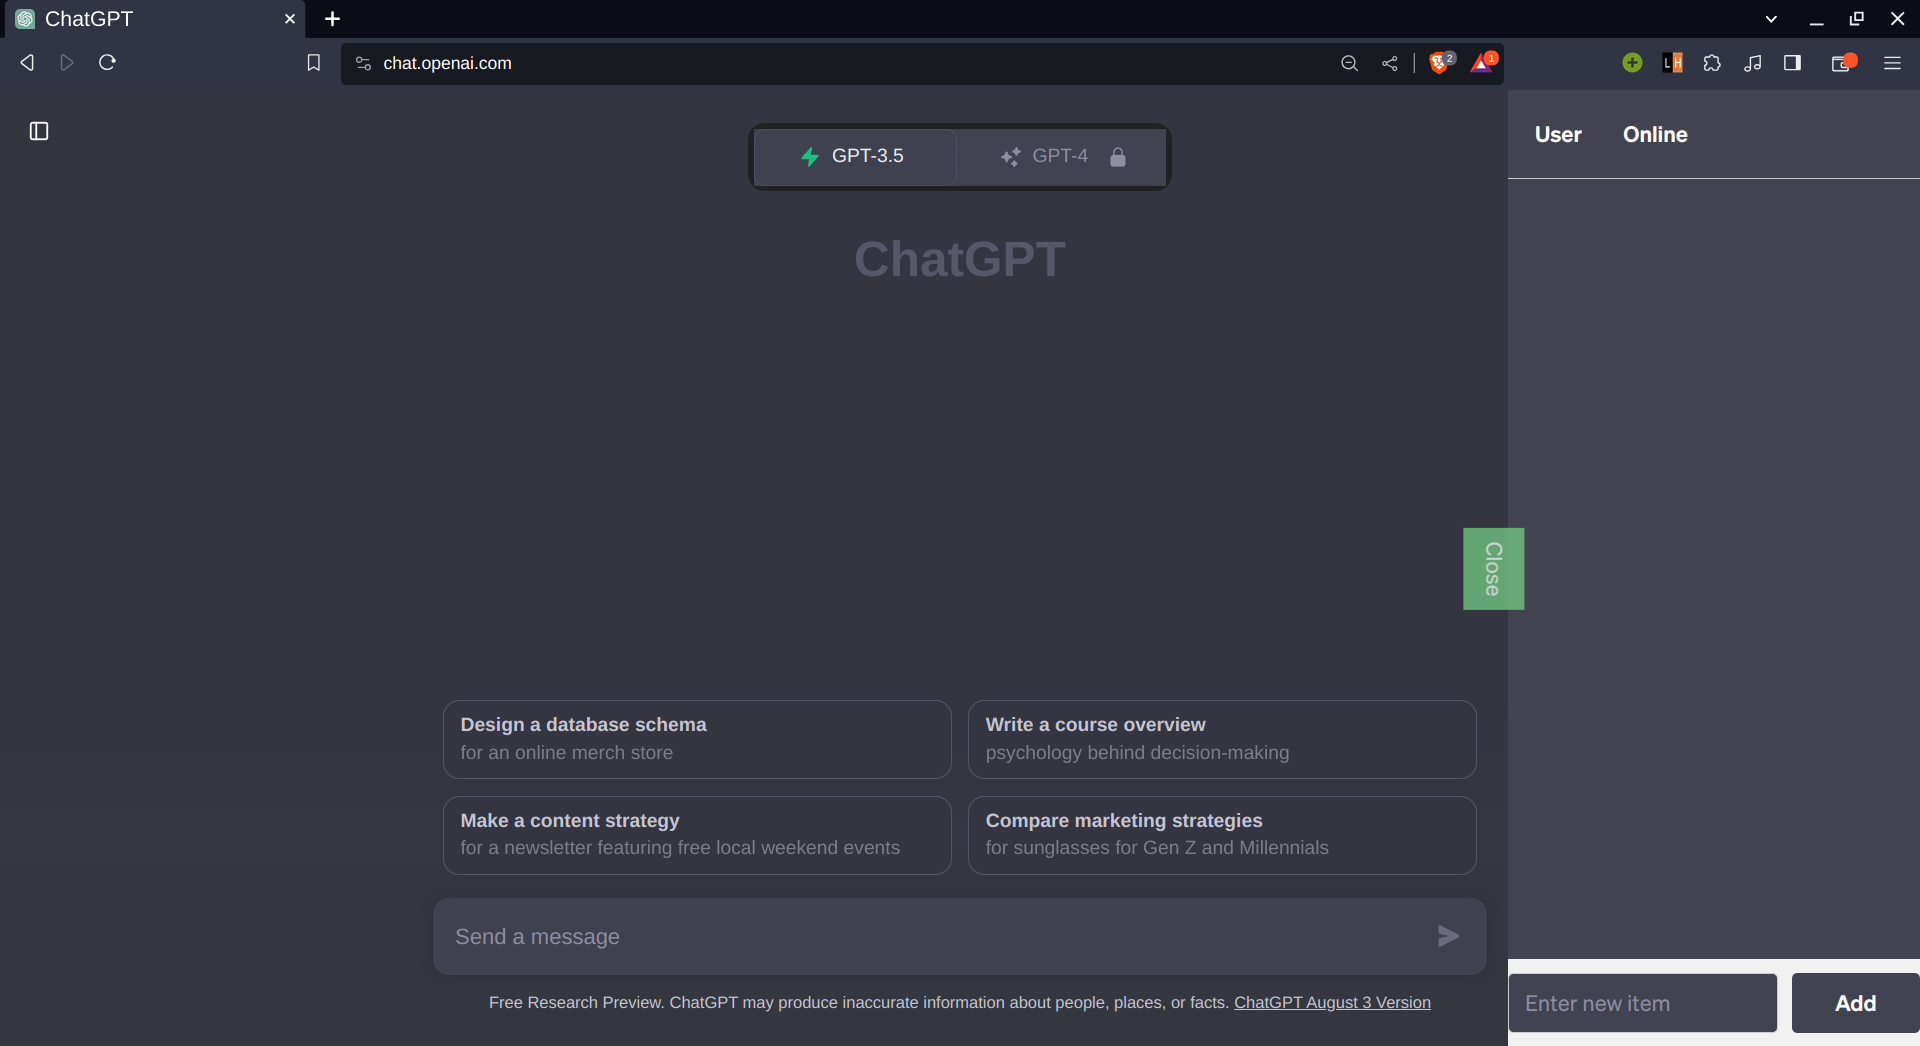 ChatGPT
chat.openai.com
2
1
L H
User Online
GPT-3.5 GPT-4
ChatGPT
Close
Design a database schema
for an online merch store
Write a course overview
psychology behind decision-making
Make a content strategy
for a newsletter featuring free local weekend events
Compare marketing strategies
for sunglasses for Gen Z and Millennials
Send a message
Free Research Preview. ChatGPT may produce inaccurate information about people, places, or facts. ChatGPT August 3 Version
Enter new item
Add